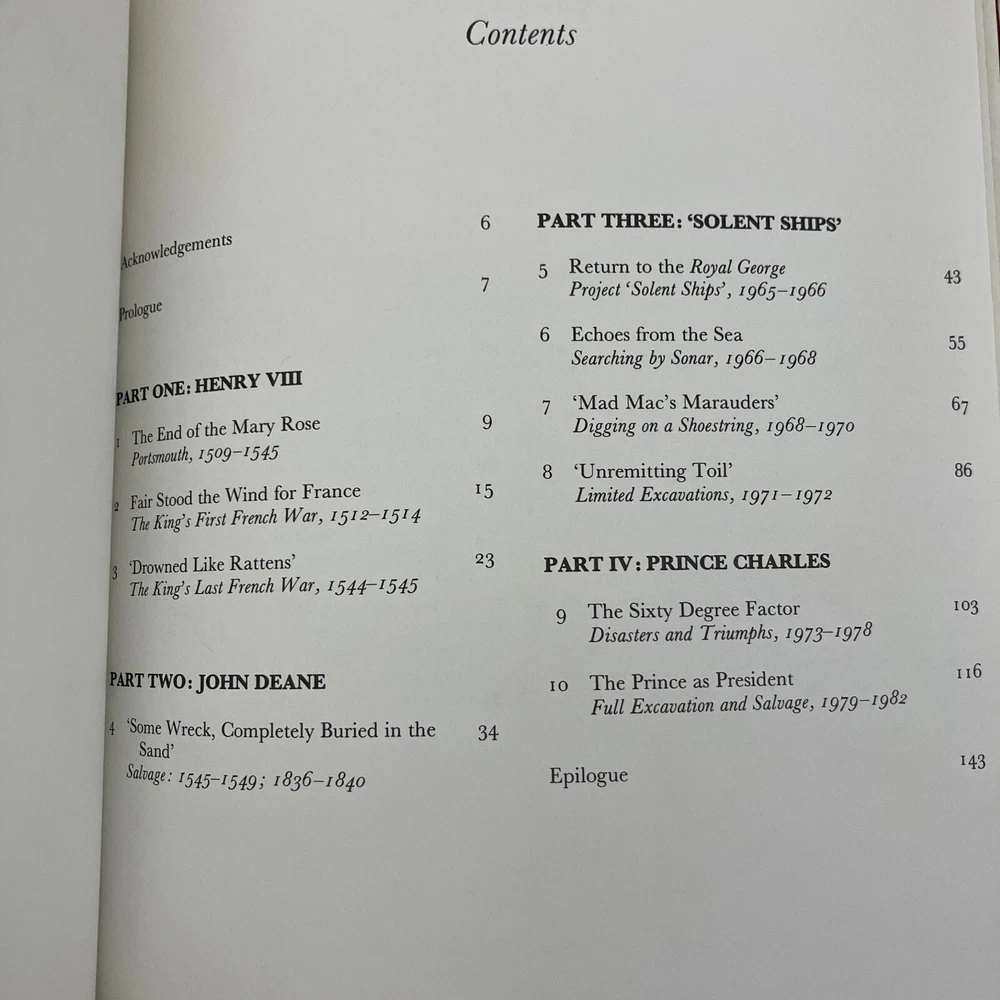 Contents
Acknowledgements 6
Prologue 7
PART ONE: HENRY VIII
1 The End of the Mary Rose 9
Portsmouth, 1509–1545
2 Fair Stood the Wind for France 15
The King's First French War, 1512–1514
3 'Drowned Like Rattens' 23
The King's Last French War, 1544–1545
PART TWO: JOHN DEANE
4 'Some Wreck, Completely Buried in the 34
Sand'
Salvage: 1545–1549; 1836–1840
PART THREE: 'SOLENT SHIPS'
5 Return to the Royal George 43
Project 'Solent Ships', 1965–1966
6 Echoes from the Sea 55
Searching by Sonar, 1966–1968
7 'Mad Mac's Marauders' 67
Digging on a Shoestring, 1968–1970
8 'Unremitting Toil' 86
Limited Excavations, 1971–1972
PART IV: PRINCE CHARLES
9 The Sixty Degree Factor 103
Disasters and Triumphs, 1973–1978
10 The Prince as President 116
Full Excavation and Salvage, 1979–1982
Epilogue 143